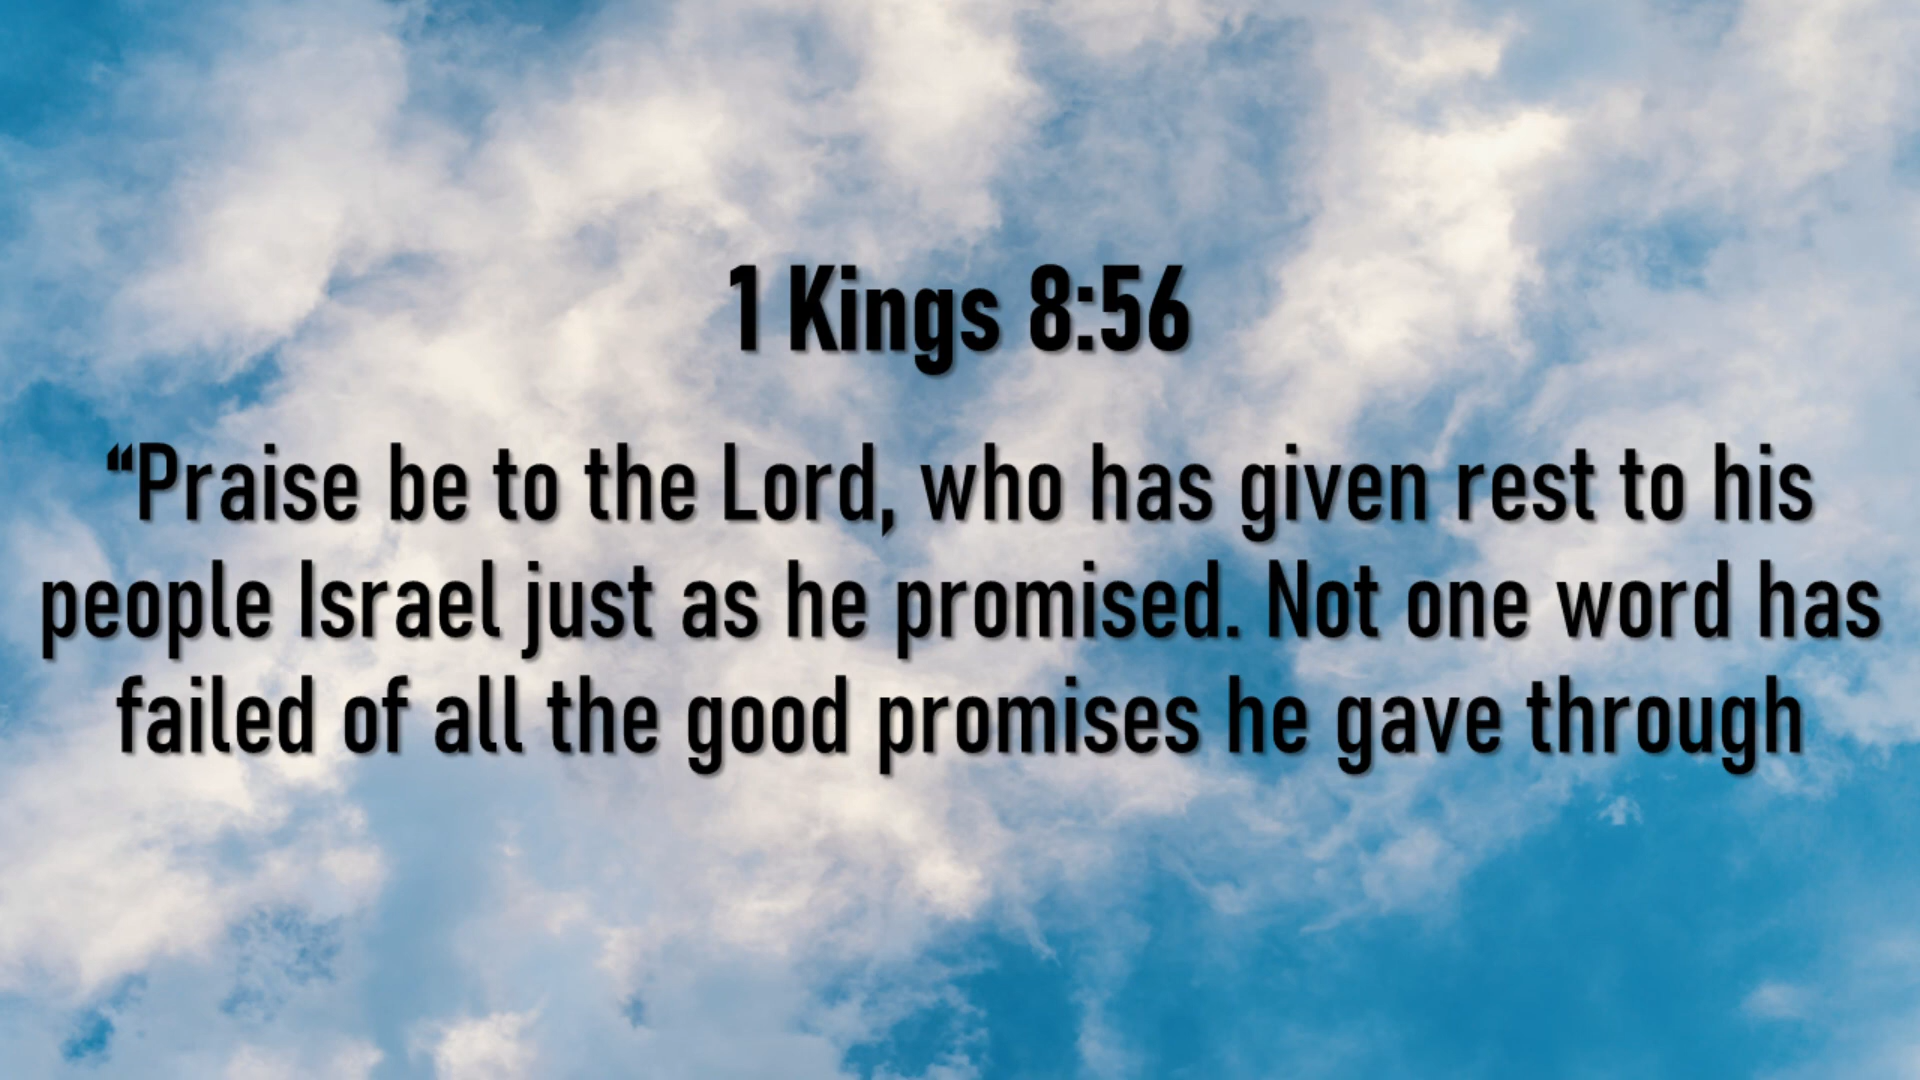 1 Kings 8:56
“Praise be to the Lord, who has given rest to his
people Israel just as he promised. Not one word has
failed of all the good promises he gave through